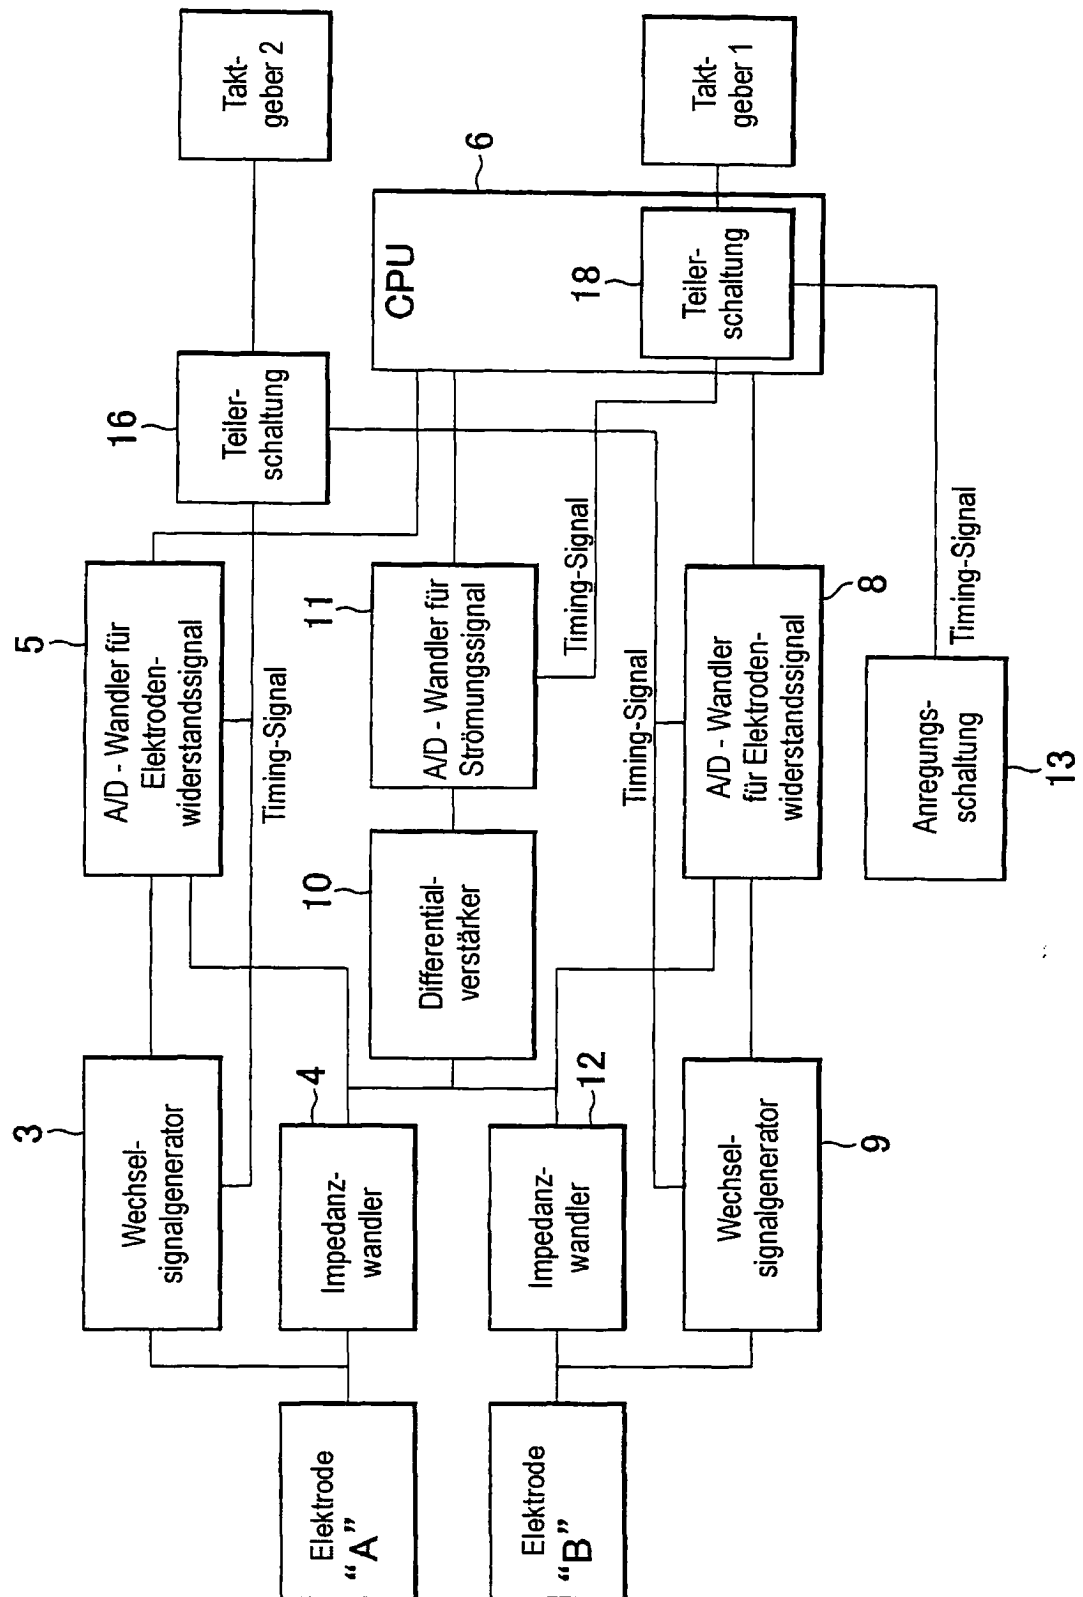 3
Wechsel-
signalgenerator
5
A/D - Wandler für
Elektroden-
widerstandssignal
Timing-Signal
16
Teiler-
schaltung
Takt-
geber 2
Elektrode
“A”
4
Impedanz-
wandler
10
Differential-
verstärker
11
A/D - Wandler für
Strömungssignal
Timing-Signal
6
CPU
18
Teiler-
schaltung
Takt-
geber 1
Elektrode
“B”
12
Impedanz-
wandler
Timing-Signal
Wechsel-
signalgenerator
9
A/D - Wandler
für Elektroden-
widerstandssignal
8
Anregungs-
schaltung
13
Timing-Signal